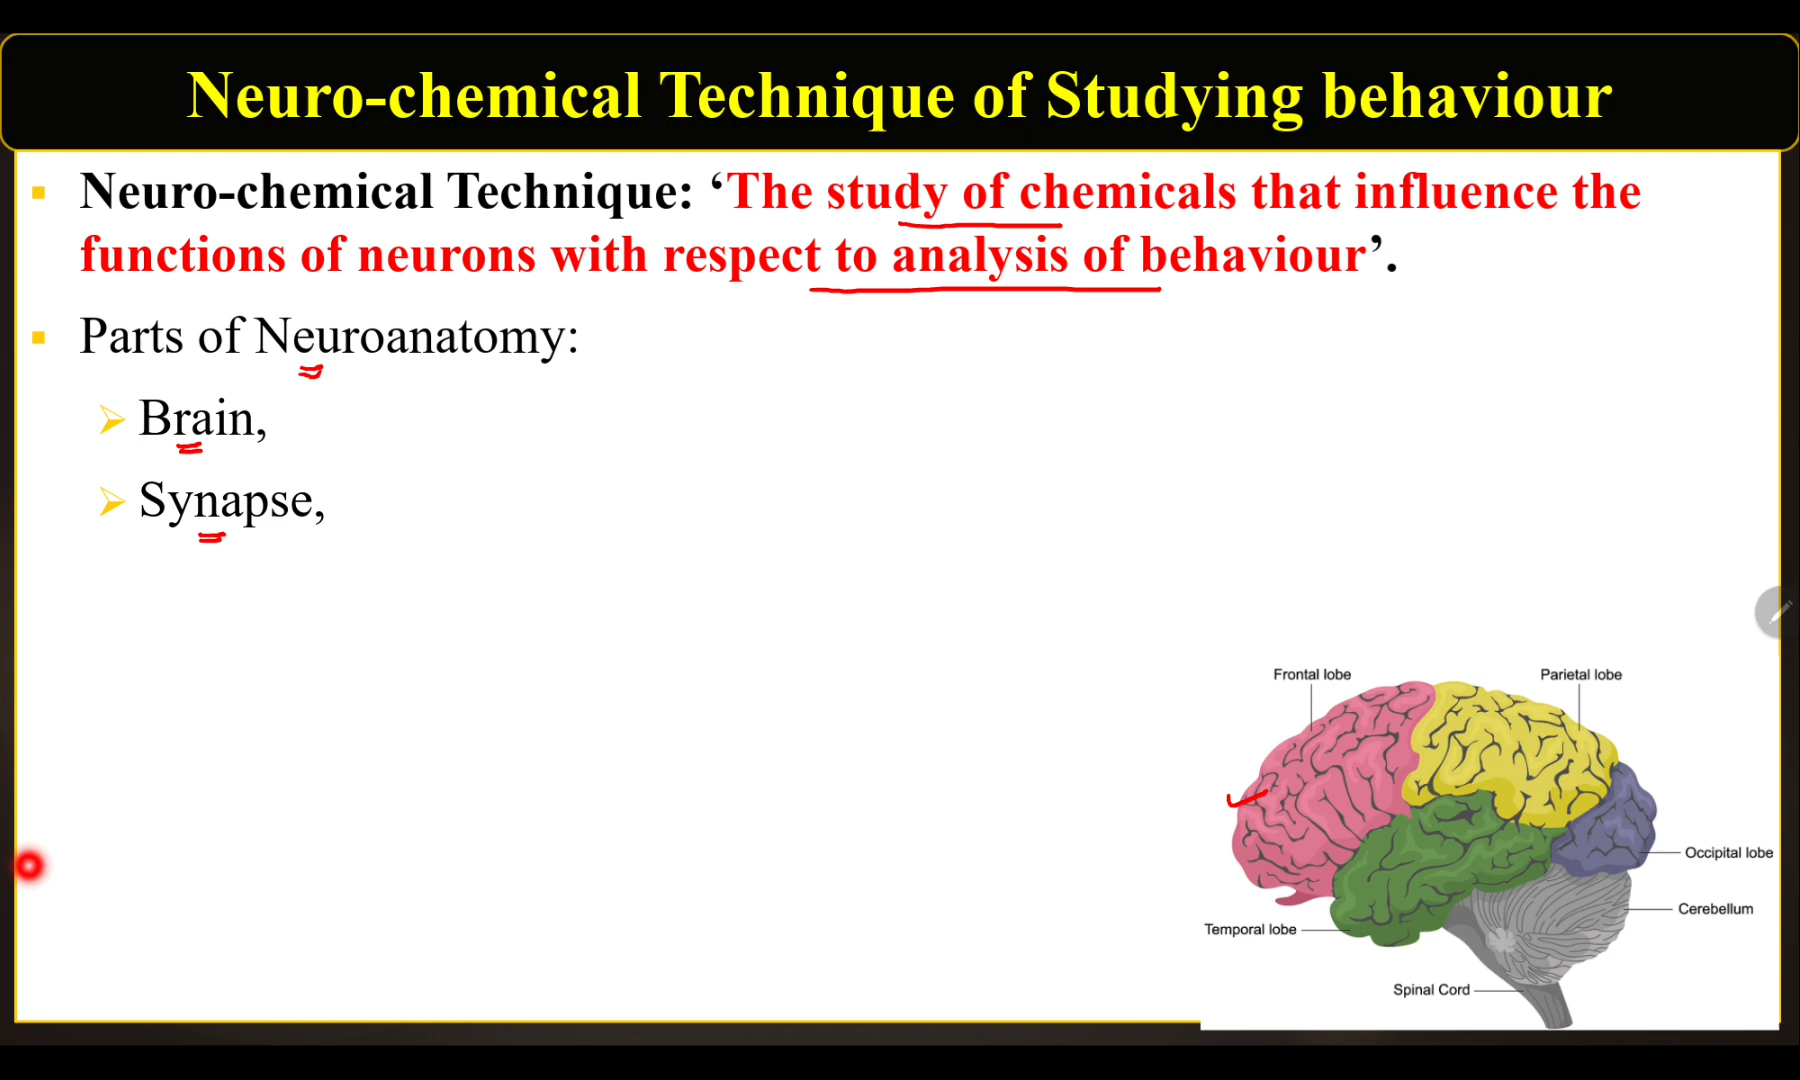 Neuro-chemical Technique of Studying behaviour
Neuro-chemical Technique: ‘The study of chemicals that influence the
functions of neurons with respect to analysis of behaviour’.
Parts of Neuroanatomy:
Brain,
Synapse,
Frontal lobe
Parietal lobe
Occipital lobe
Cerebellum
Temporal lobe
Spinal Cord